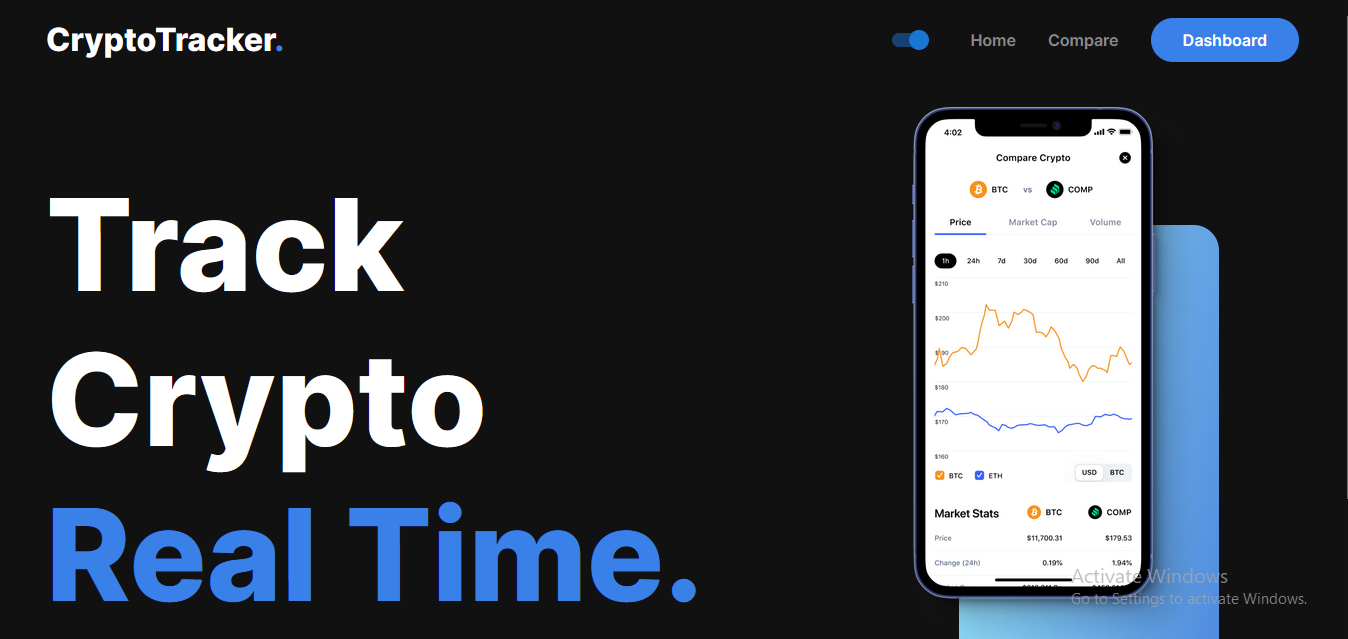 CryptoTracker.
Home Compare Dashboard
Track
Crypto
Real Time.
4:02
Compare Crypto
BTC vs COMP
Price Market Cap Volume
1h 24h 7d 30d 60d 90d All
$210
$200
$190
$180
$170
$160
BTC ETH USD BTC
Market Stats BTC COMP
Price $11,700.31 $179.53
Change (24h) 0.19% 1.94%
Activate Windows
Go to Settings to activate Windows.